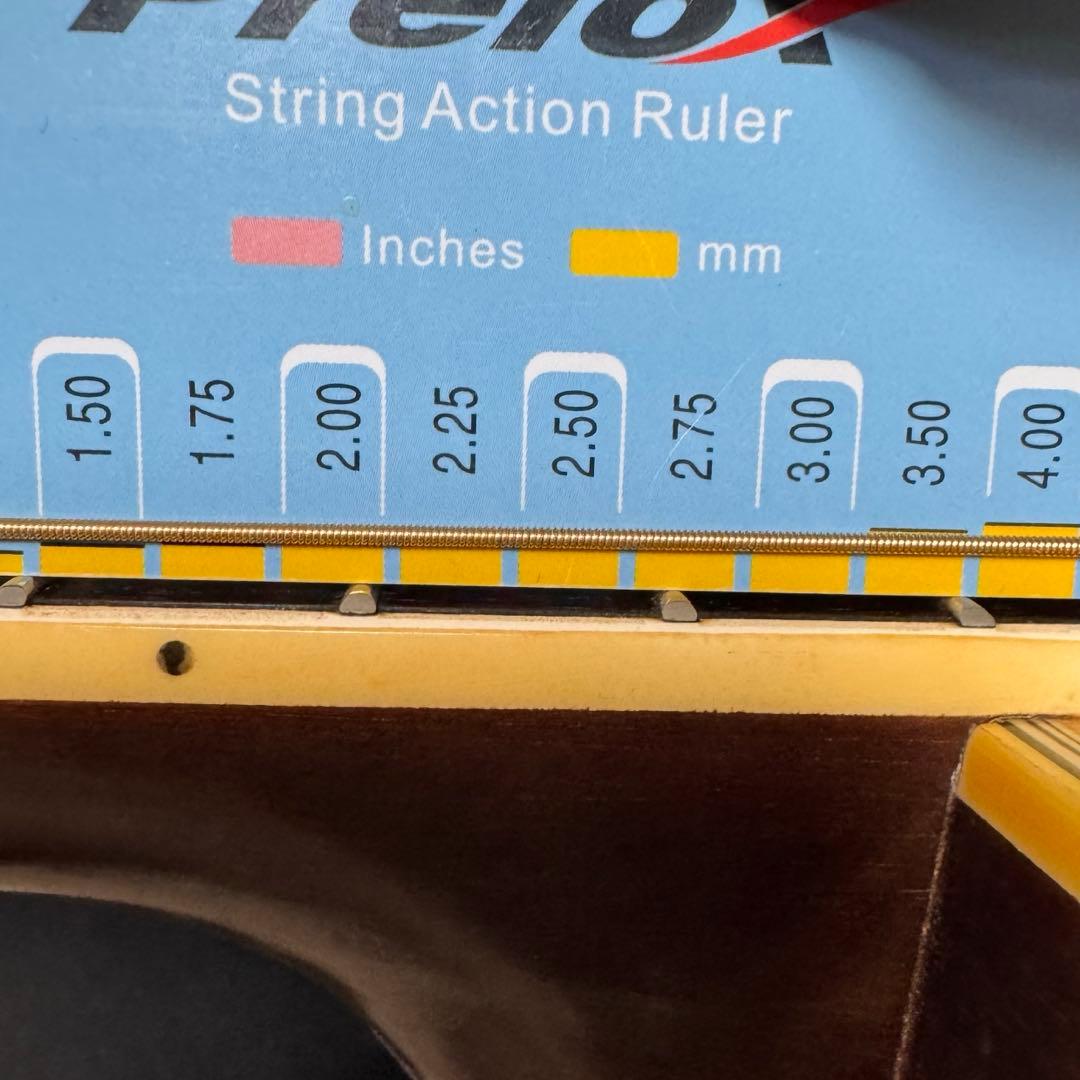 String Action Ruler
Inches mm
1.50 1.75 2.00 2.25 2.50 2.75 3.00 3.50 4.00